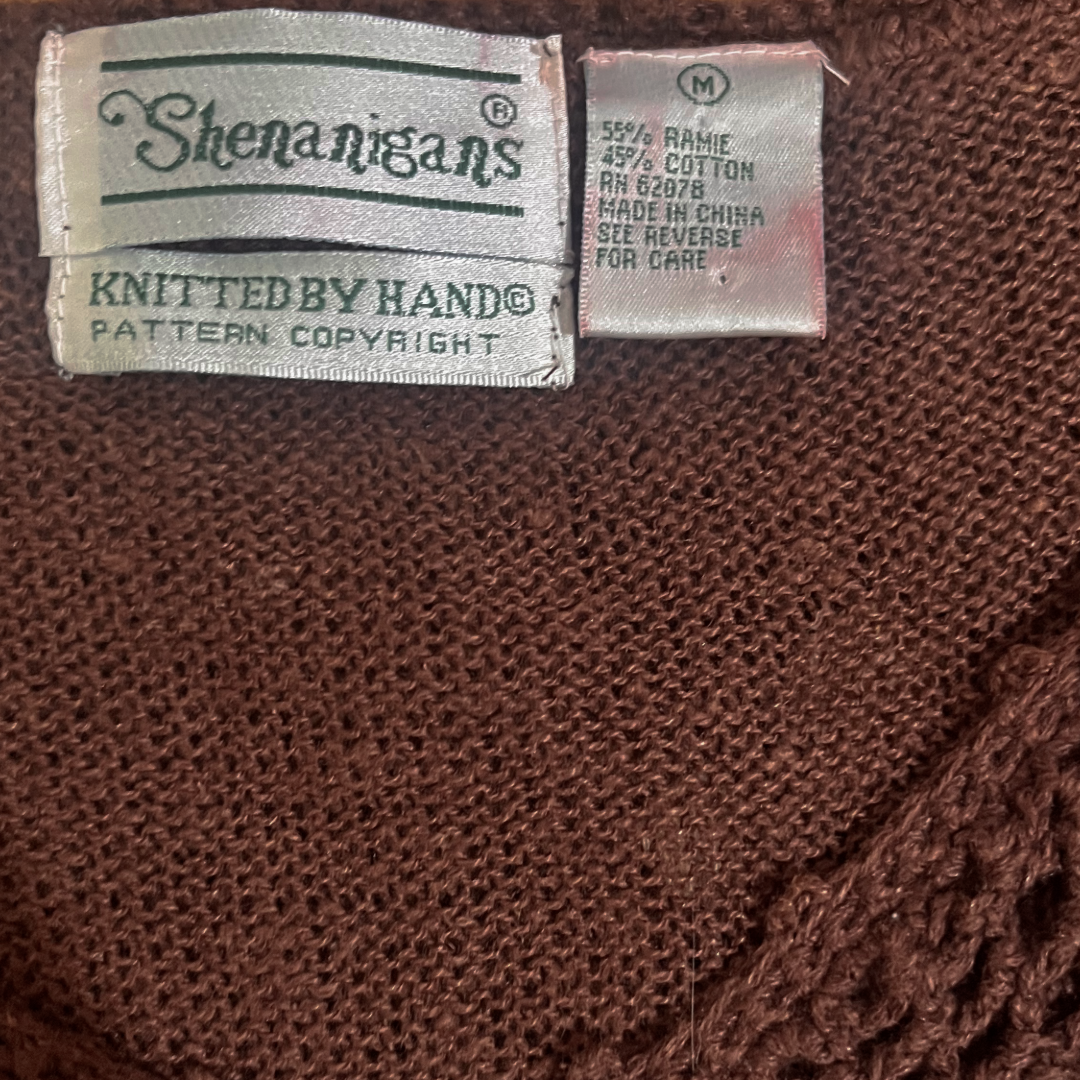 Shenanigans®
KNITTED BY HAND©
PATTERN COPYRIGHT
M
55% RAMIE
45% COTTON
RN 62078
MADE IN CHINA
SEE REVERSE
FOR CARE